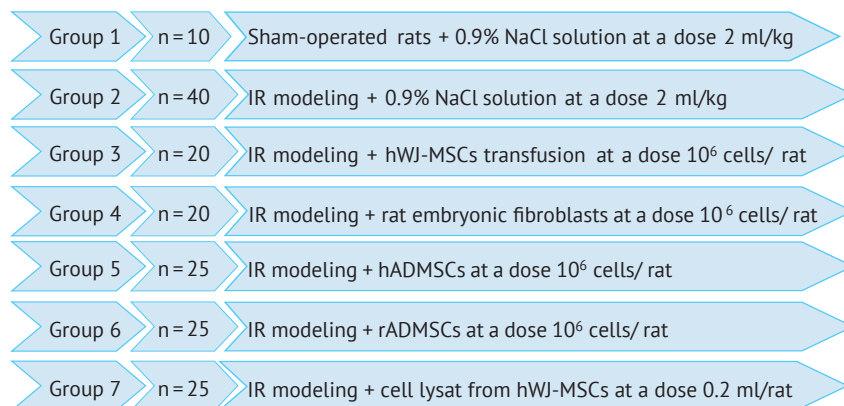 Group 1 n=10 Sham-operated rats + 0.9% NaCl solution at a dose 2 ml/kg
Group 2 n=40 IR modeling + 0.9% NaCl solution at a dose 2 ml/kg
Group 3 n=20 IR modeling + hWJ-MSCs transfusion at a dose 10⁶ cells/ rat
Group 4 n=20 IR modeling + rat embryonic fibroblasts at a dose 10⁶ cells/ rat
Group 5 n=25 IR modeling + hADMSCs at a dose 10⁶ cells/ rat
Group 6 n=25 IR modeling + rADMSCs at a dose 10⁶ cells/ rat
Group 7 n=25 IR modeling + cell lysat from hWJ-MSCs at a dose 0.2 ml/rat